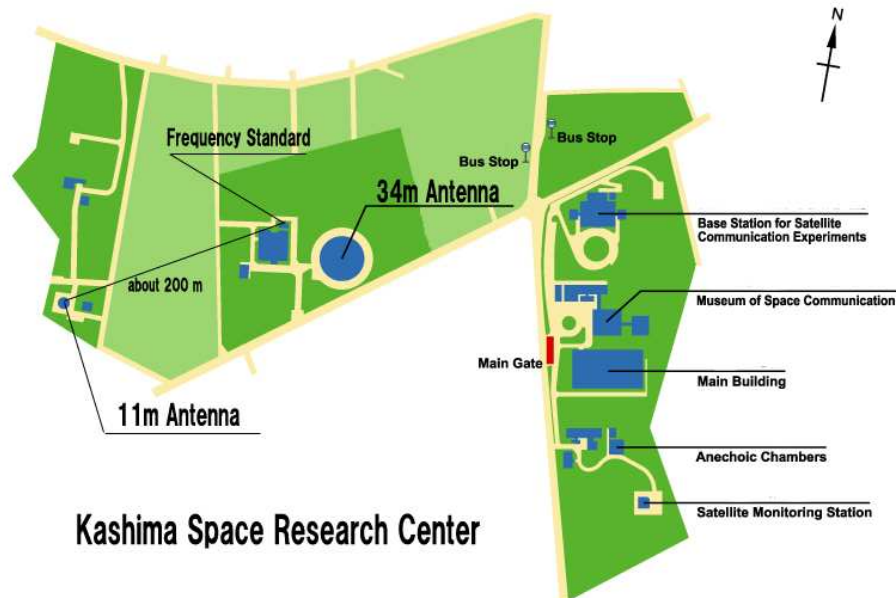 N
Frequency Standard
Bus Stop
Bus Stop
34m Antenna
Base Station for Satellite
Communication Experiments
about 200 m
Museum of Space Communication
Main Gate
Main Building
11m Antenna
Anechoic Chambers
Satellite Monitoring Station
Kashima Space Research Center